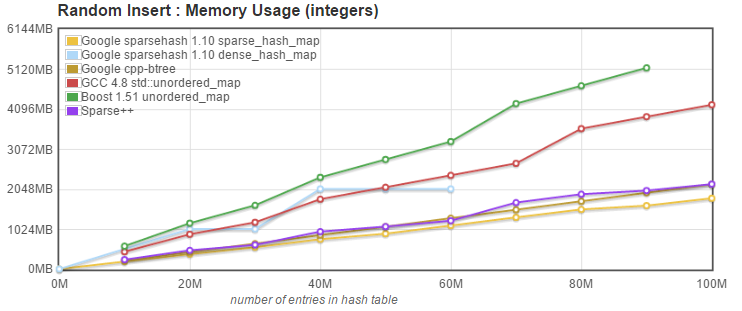 Random Insert : Memory Usage (integers)
6144MB
5120MB
4096MB
3072MB
2048MB
1024MB
0MB
Google sparsehash 1.10 sparse_hash_map
Google sparsehash 1.10 dense_hash_map
Google cpp-btree
GCC 4.8 std::unordered_map
Boost 1.51 unordered_map
Sparse++
0M 20M 40M 60M 80M 100M
number of entries in hash table